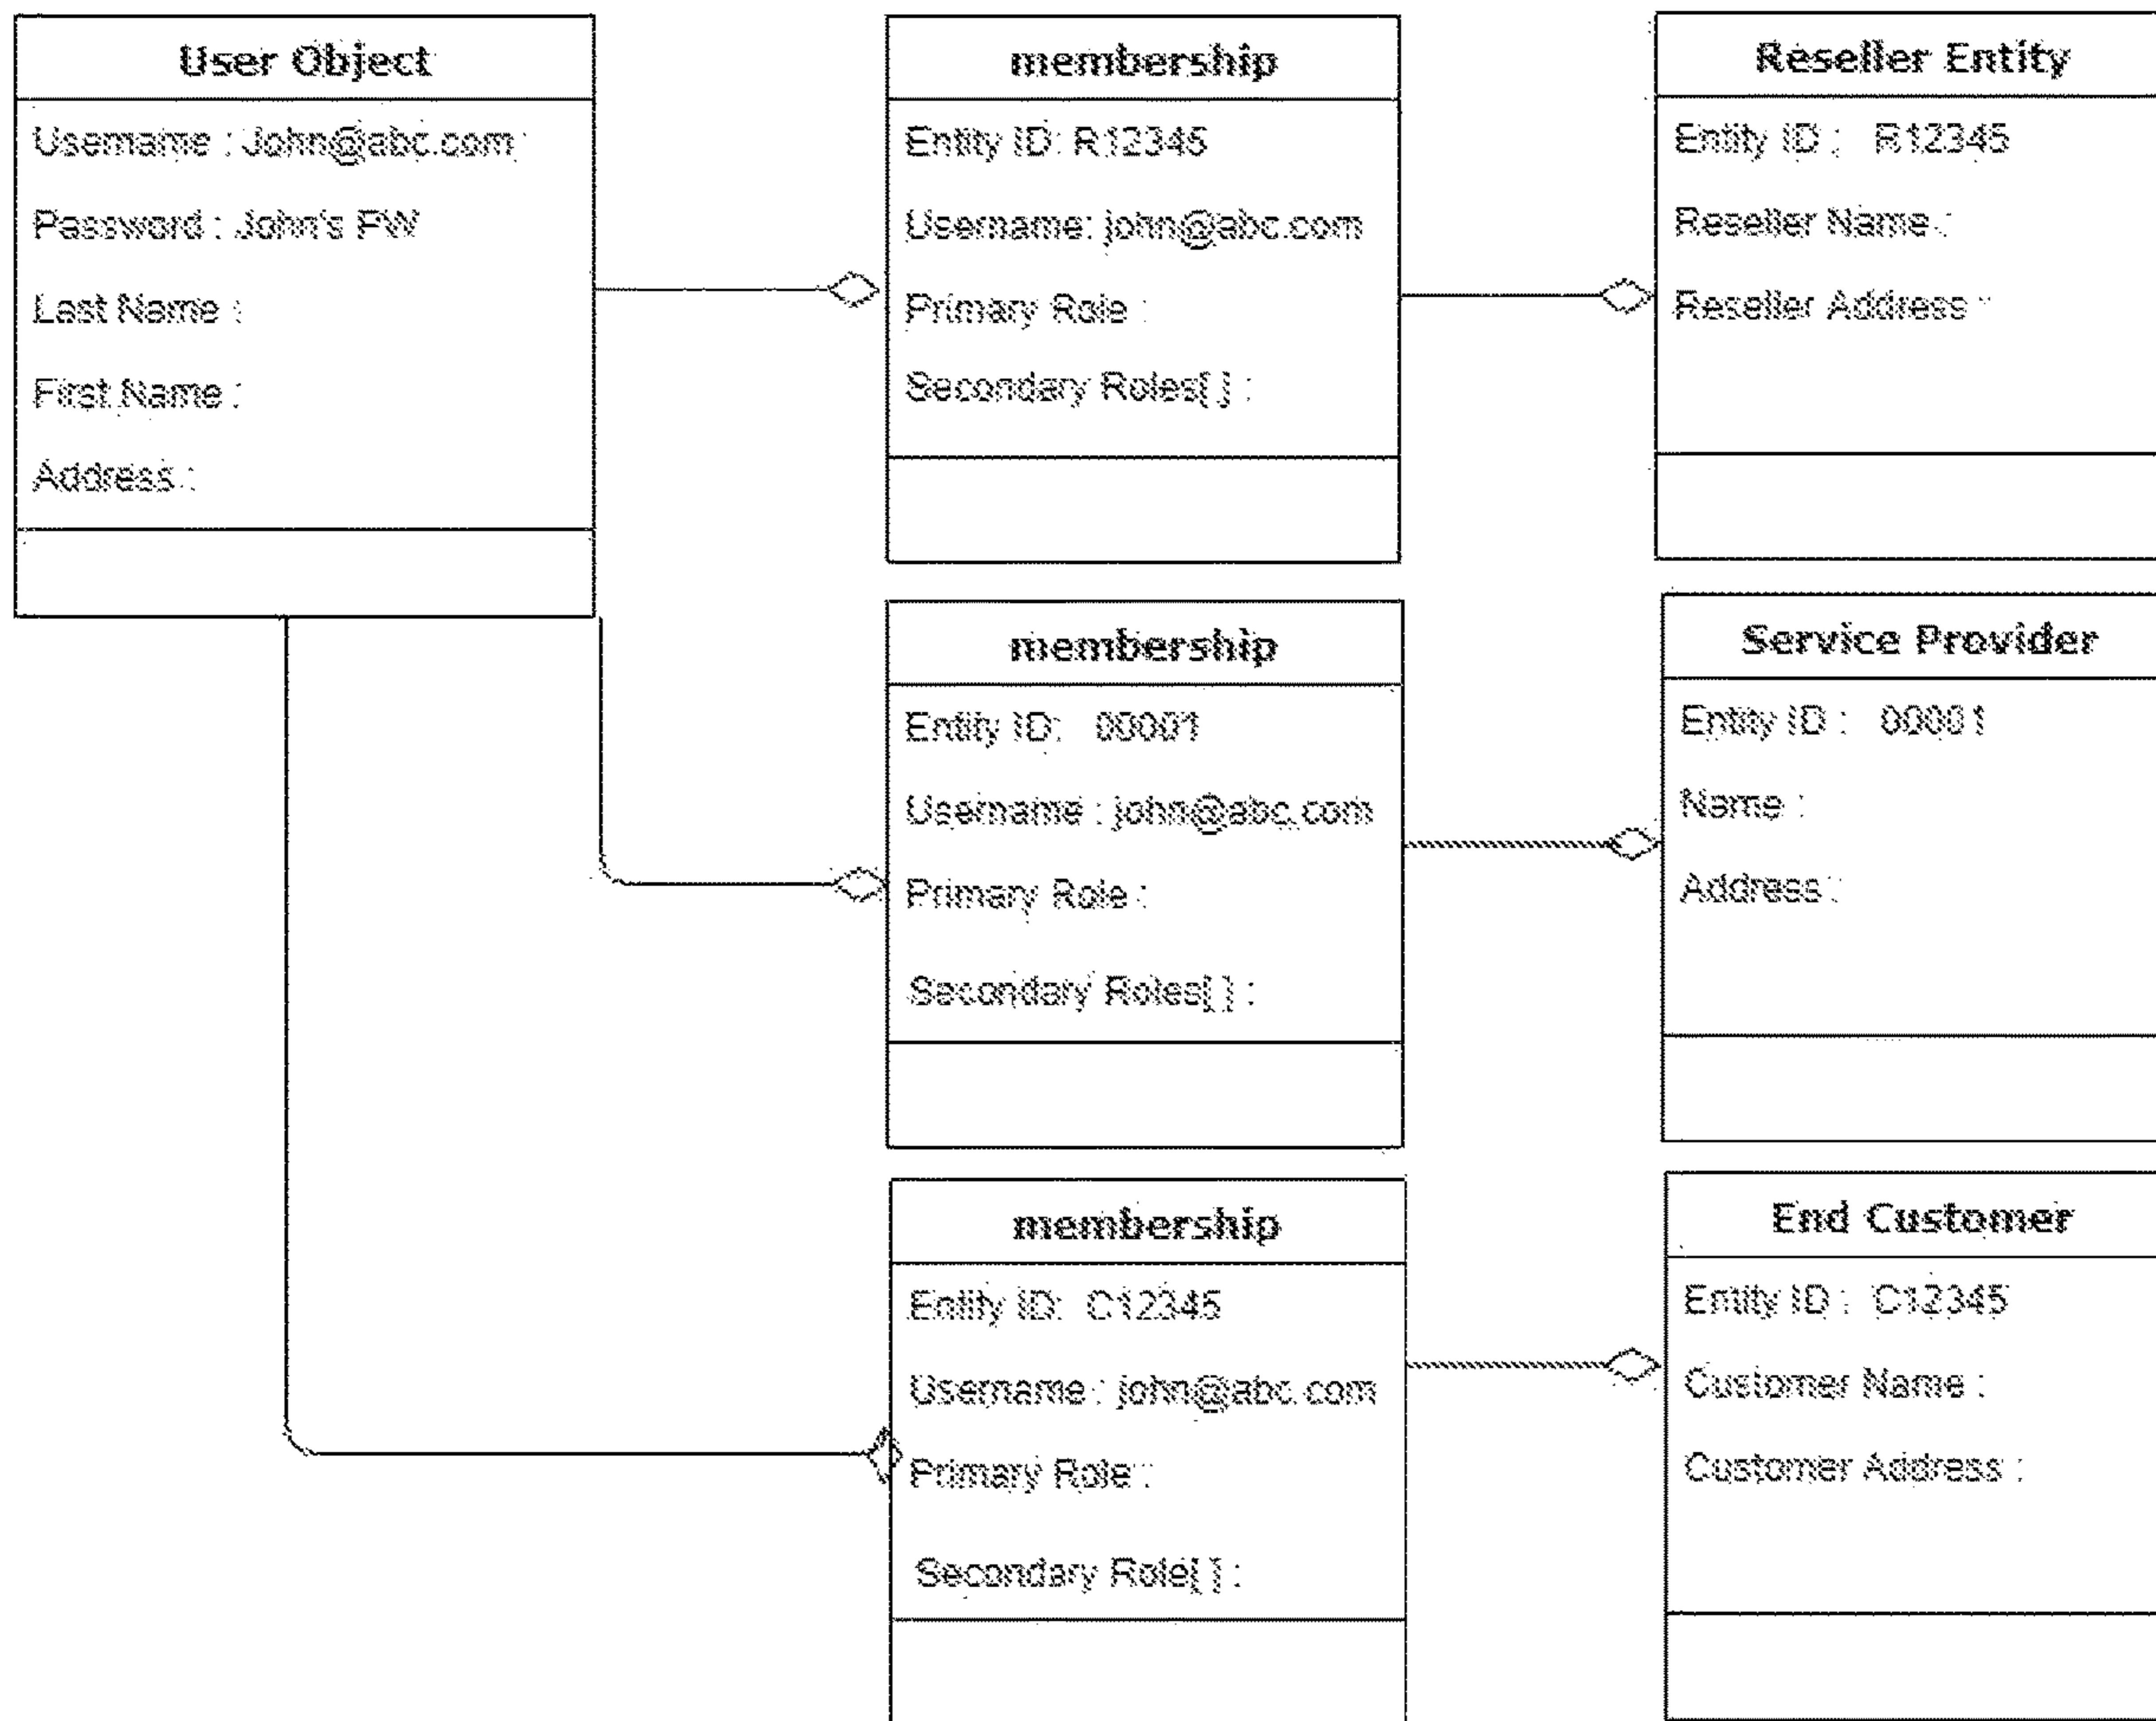 User Object
Username : John@abc.com
Password : John's PW
Last Name :
First Name :
Address :
membership
Entity ID: R12345
Username: john@abc.com
Primary Role :
Secondary Roles[ ] :
Reseller Entity
Entity ID : R12345
Reseller Name :
Reseller Address :
membership
Entity ID: 00001
Username : john@abc.com
Primary Role :
Secondary Roles[ ] :
Service Provider
Entity ID : 00001
Name :
Address :
membership
Entity ID: C12345
Username : john@abc.com
Primary Role :
Secondary Role[ ] :
End Customer
Entity ID : C12345
Customer Name :
Customer Address :